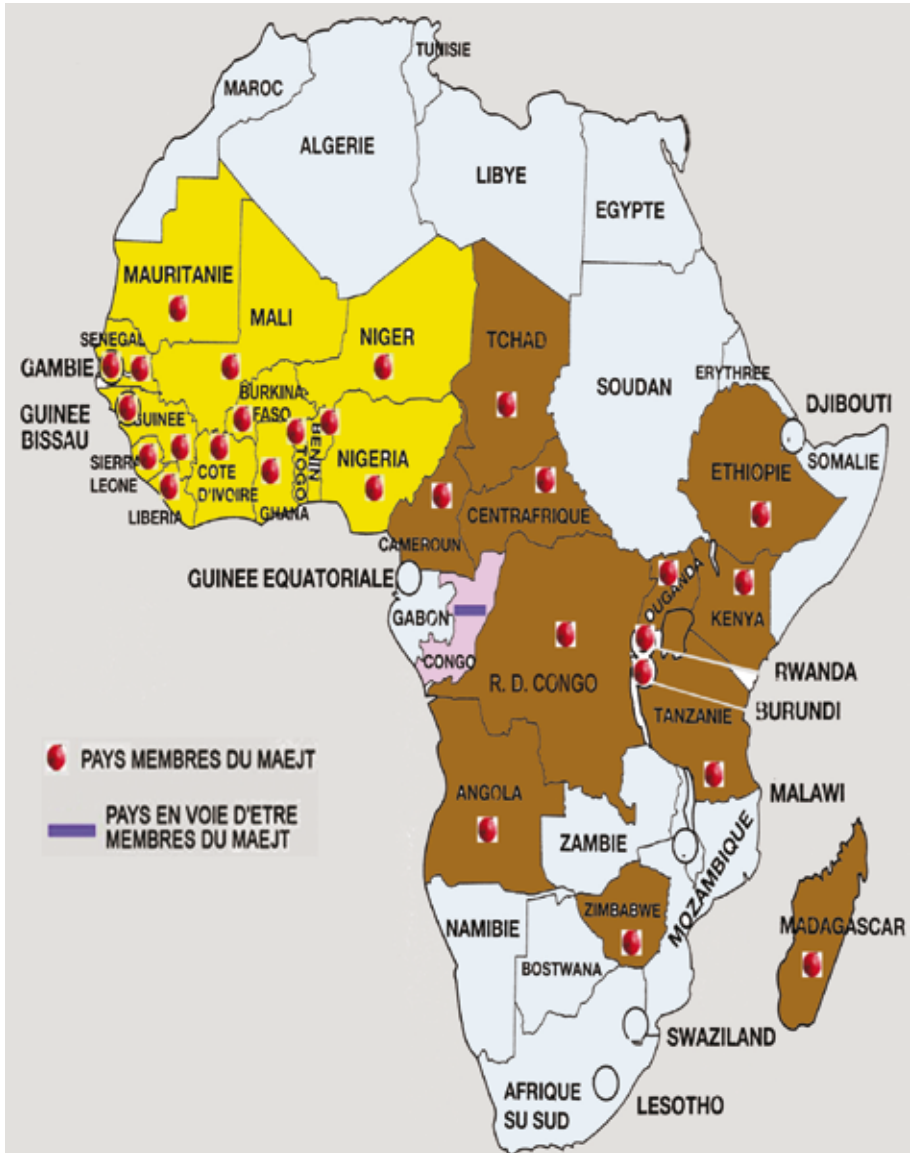 TUNISIE
MAROC
ALGERIE
LIBYE
EGYPTE
MAURITANIE
MALI
NIGER
TCHAD
SENEGAL
GAMBIE
SOUDAN
ERYTHREE
DJIBOUTI
BURKINA
FASO
GUINEE
BISSAU
GUINEE
BENIN
TOGO
NIGERIA
ETHIOPIE
SOMALIE
SIERRA
LEONE
COTE
D'IVOIRE
LIBERIA
GHANA
CENTRAFRIQUE
CAMEROUN
GUINEE EQUATORIALE
OUGANDA
KENYA
GABON
CONGO
R. D. CONGO
RWANDA
BURUNDI
TANZANIE
PAYS MEMBRES DU MAEJT
PAYS EN VOIE D'ETRE
MEMBRES DU MAEJT
ANGOLA
MALAWI
ZAMBIE
MOZAMBIQUE
ZIMBABWE
MADAGASCAR
NAMIBIE
BOSTWANA
SWAZILAND
AFRIQUE
SU SUD
LESOTHO